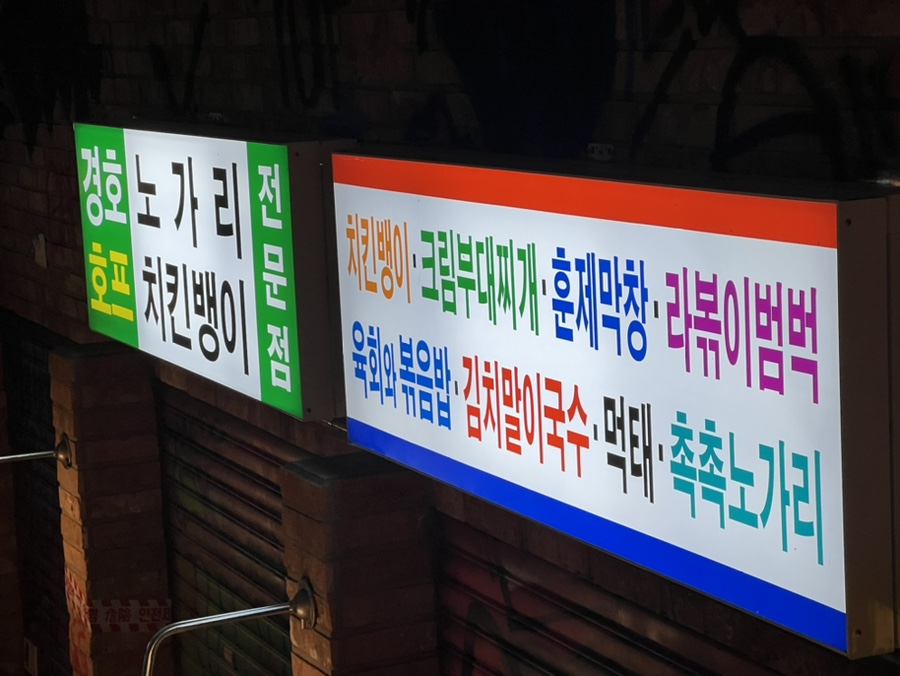 경호
호프
노가리
치킨뱅이
전문점
치킨뱅이·크림부대찌개·훈제막창·라볶이범벅
육회와볶음밥·김치말이국수·먹태·촉촉노가리